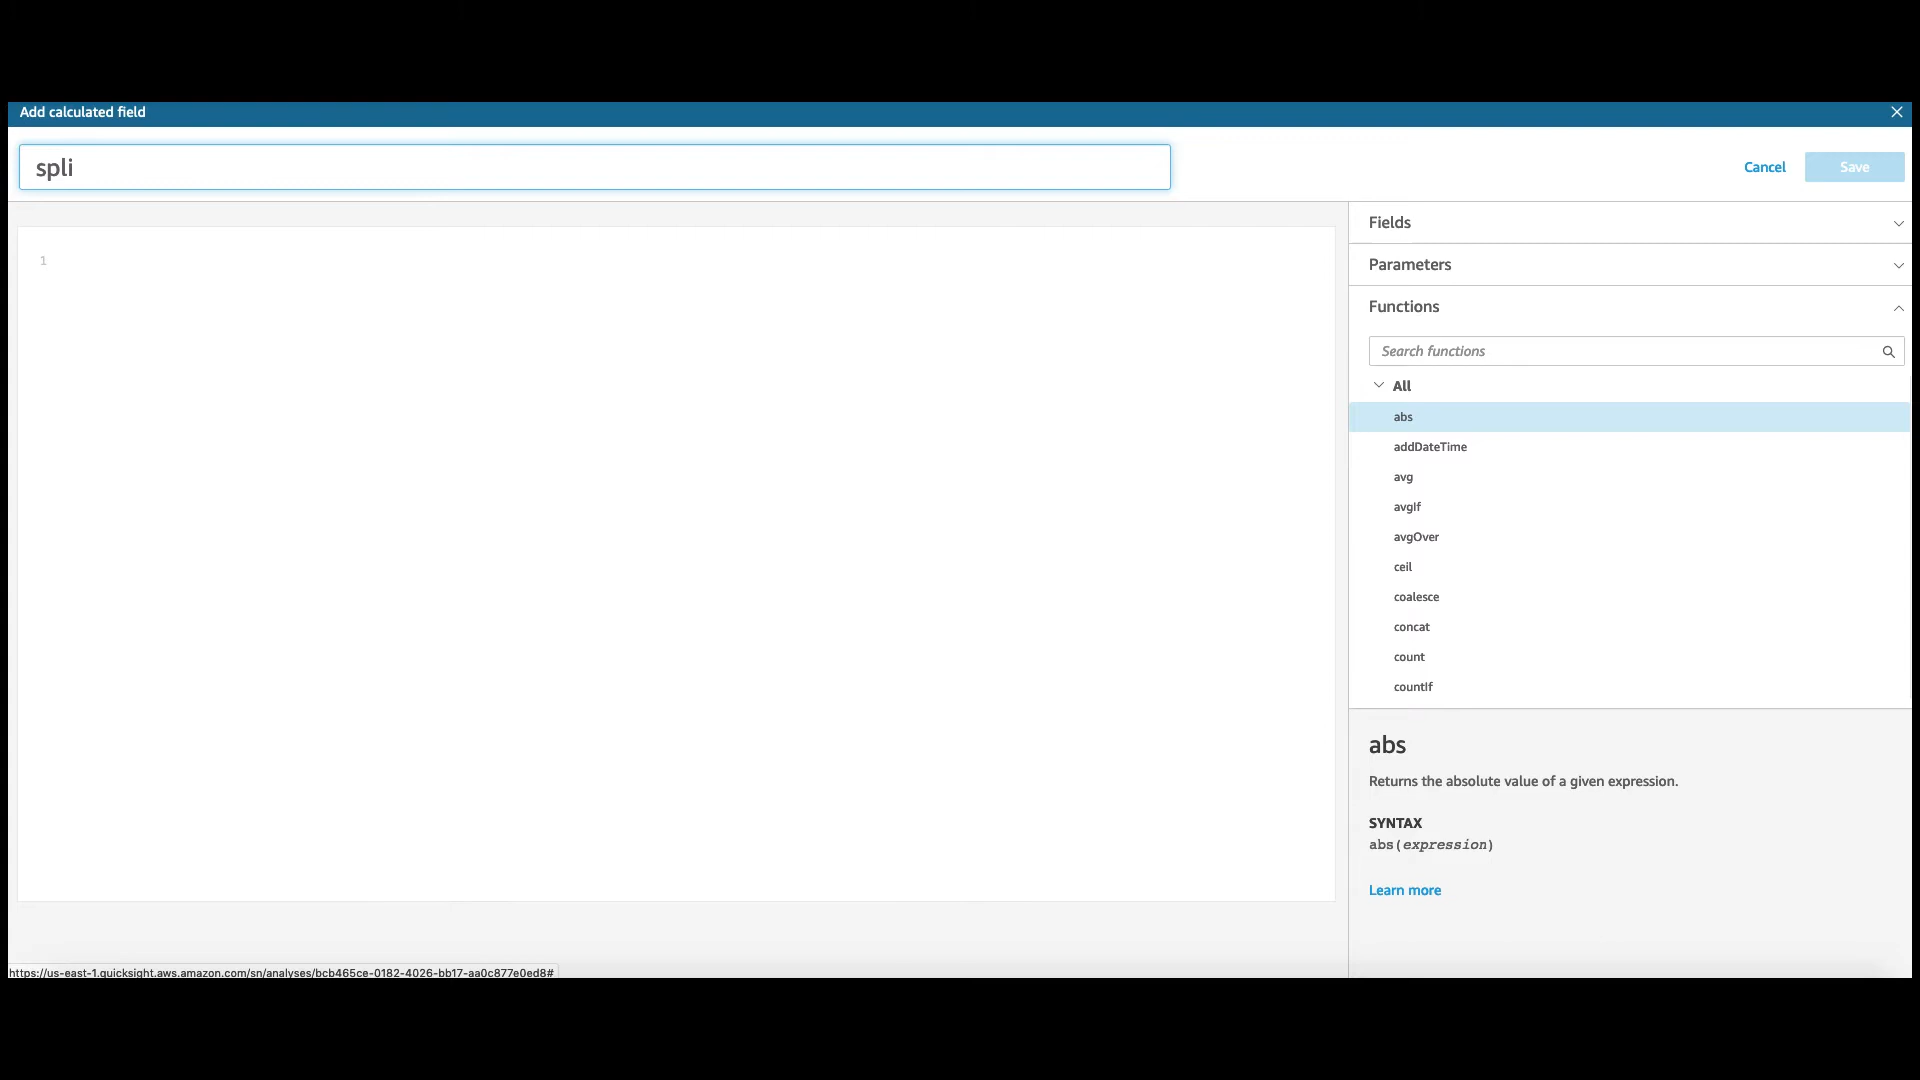 Add calculated field
spli
Cancel
Save
1
Fields
Parameters
Functions
Search functions
All
abs
addDateTime
avg
avgIf
avgOver
ceil
coalesce
concat
count
countIf
abs
Returns the absolute value of a given expression.
SYNTAX
abs(expression)
Learn more
https://us-east-1.quicksight.aws.amazon.com/sn/analyses/bcb465ce-0182-4026-bb17-aa0c877e0ed8#